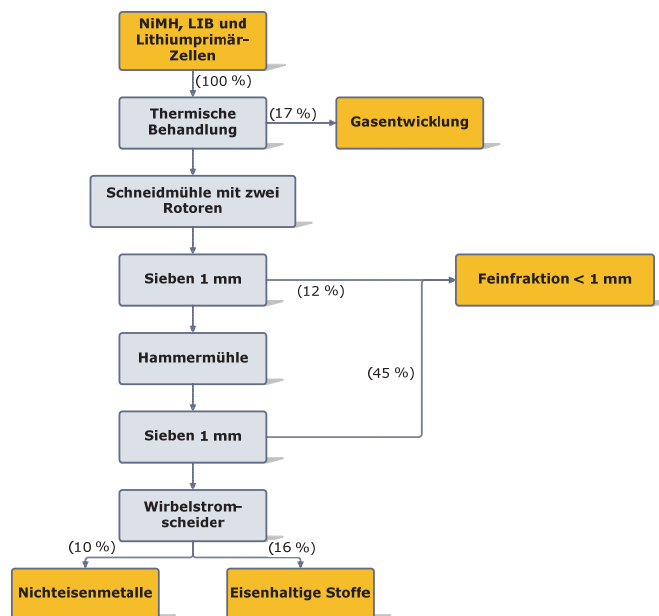 NiMH, LIB und
Lithiumprimär-
Zellen
(100 %)
Thermische
Behandlung
(17 %)
Gasentwicklung
Schneidmühle mit zwei
Rotoren
Sieben 1 mm
(12 %)
Feinfraktion < 1 mm
Hammermühle
(45 %)
Sieben 1 mm
Wirbelstrom-
scheider
(10 %)
(16 %)
Nichteisenmetalle
Eisenhaltige Stoffe